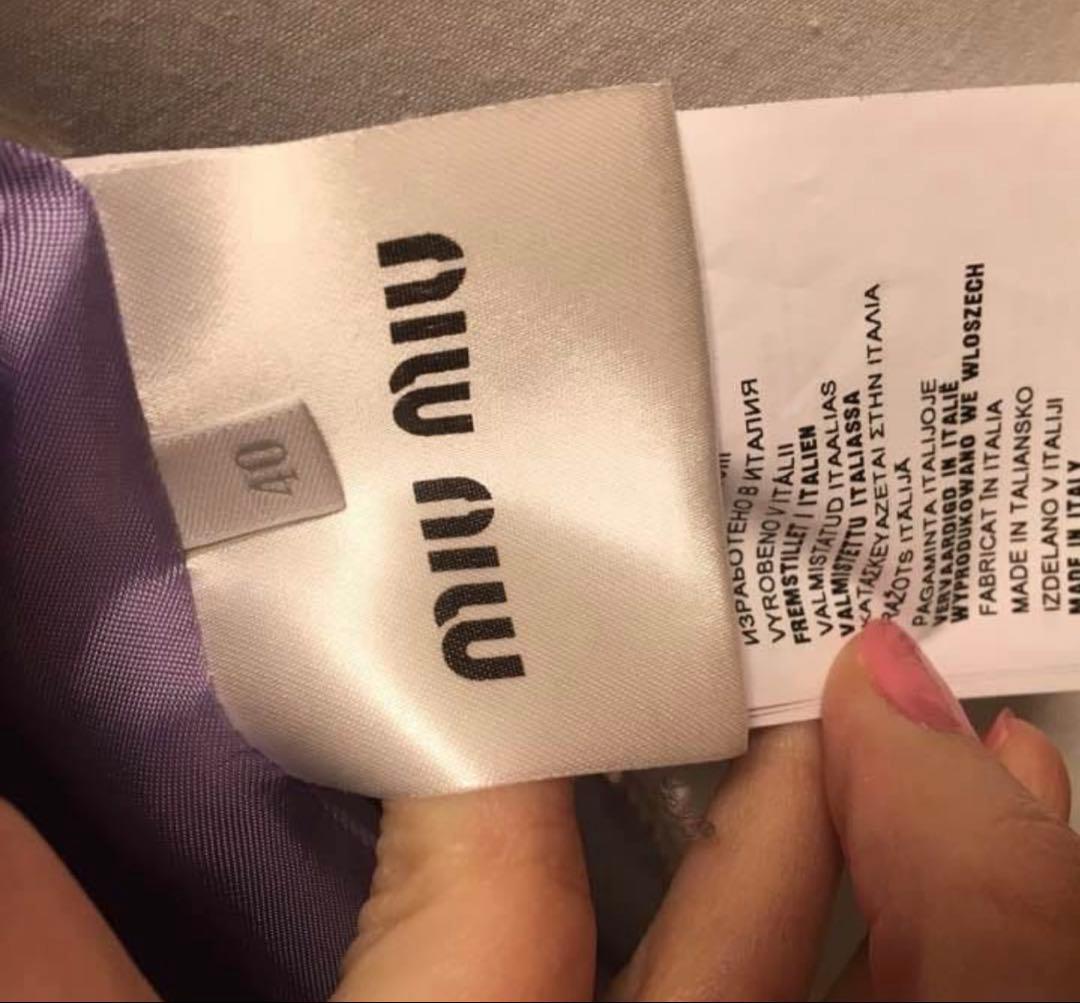 40
miu miu
ИЗРАБОТЕНО В ИТАЛИЯ
VYROBENO V ITÁLII
FREMSTILLET I ITALIEN
VALMISTATUD ITAALIAS
VALMISTETTU ITALIASSA
ΚΑΤΑΣΚΕΥΑΖΕΤΑΙ ΣΤΗΝ ΙΤΑΛΙΑ
RAŽOTS ITĀLIJĀ
PAGAMINTA ITALIJOJE
VERVAARDIGD IN ITALIË
WYPRODUKOWANO WE WLOSZECH
FABRICAT ÎN ITALIA
MADE IN TALIANSKO
IZDELANO V ITALIJI
MADE IN ITALY